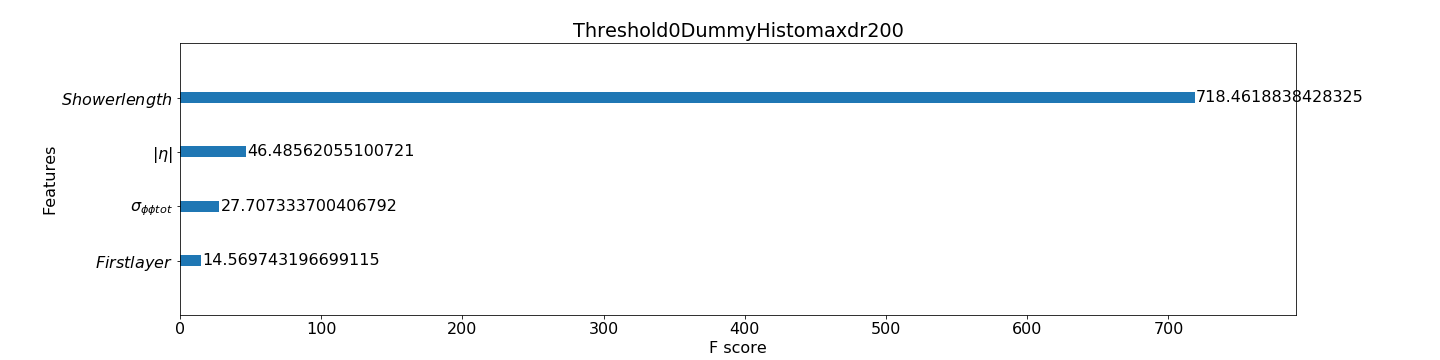 Threshold0DummyHistomaxdr200
Showerlength
718.4618838428325
|η|
46.48562055100721
σϕϕtot
27.707333700406792
Firstlayer
14.569743196699115
Features
0 100 200 300 400 500 600 700
F score